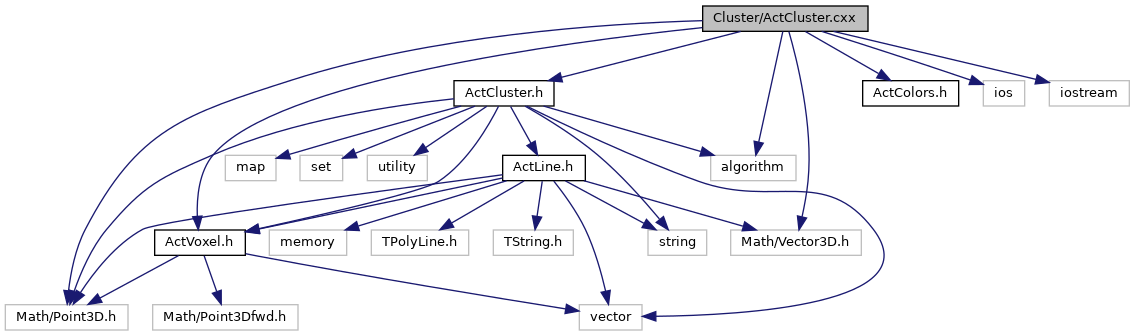 Cluster/ActCluster.cxx
ActCluster.h
ActColors.h
ios
iostream
map
set
utility
ActLine.h
algorithm
ActVoxel.h
memory
TPolyLine.h
TString.h
string
Math/Vector3D.h
Math/Point3D.h
Math/Point3Dfwd.h
vector